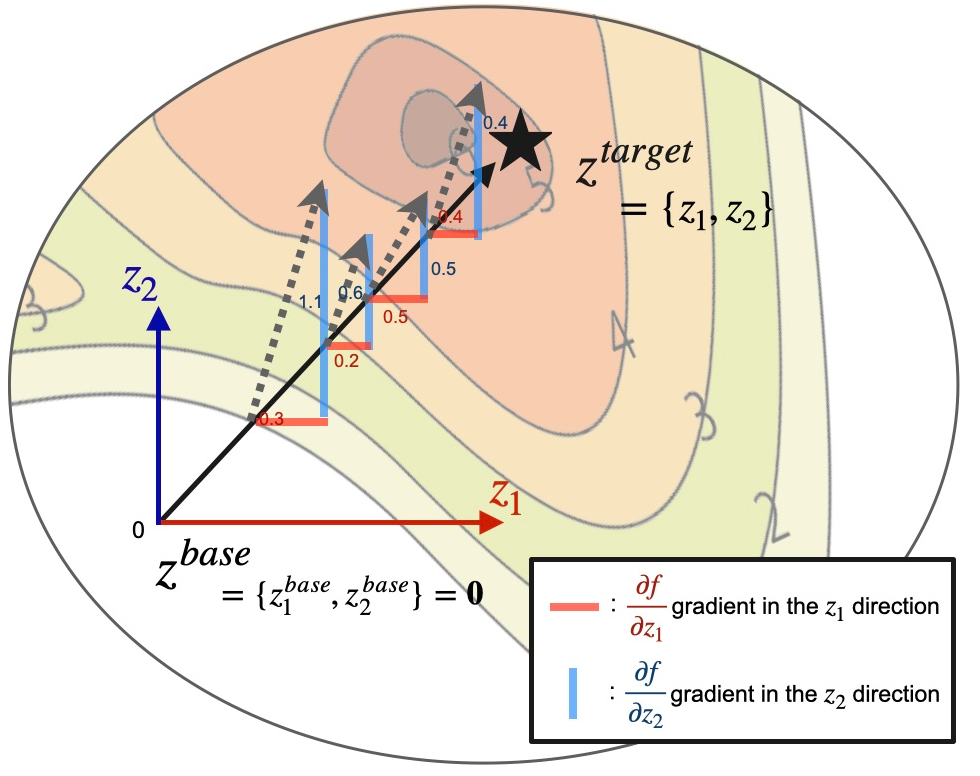 0.4
z^{target}
= {z_1, z_2}
5
6
0.4
0.5
z_2
3
1.1
0.6
0.5
0.2
4
0.3
3
z_1
2
0
z^{base}
= {z_1^{base}, z_2^{base}} = 0
: ∂f/∂z_1 gradient in the z_1 direction
: ∂f/∂z_2 gradient in the z_2 direction